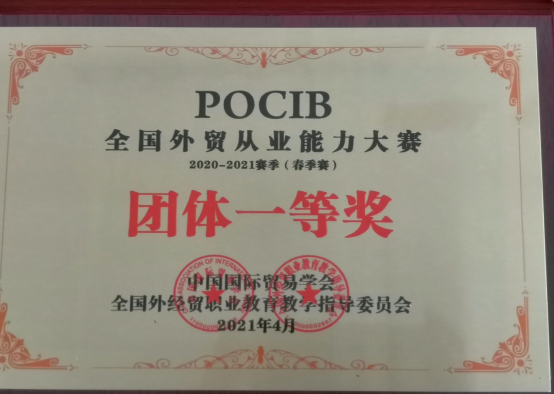 POCIB
全国外贸从业能力大赛
2020-2021赛季（春季赛）
团体一等奖
中国国际贸易学会
全国外经贸职业教育教学指导委员会
2021年4月